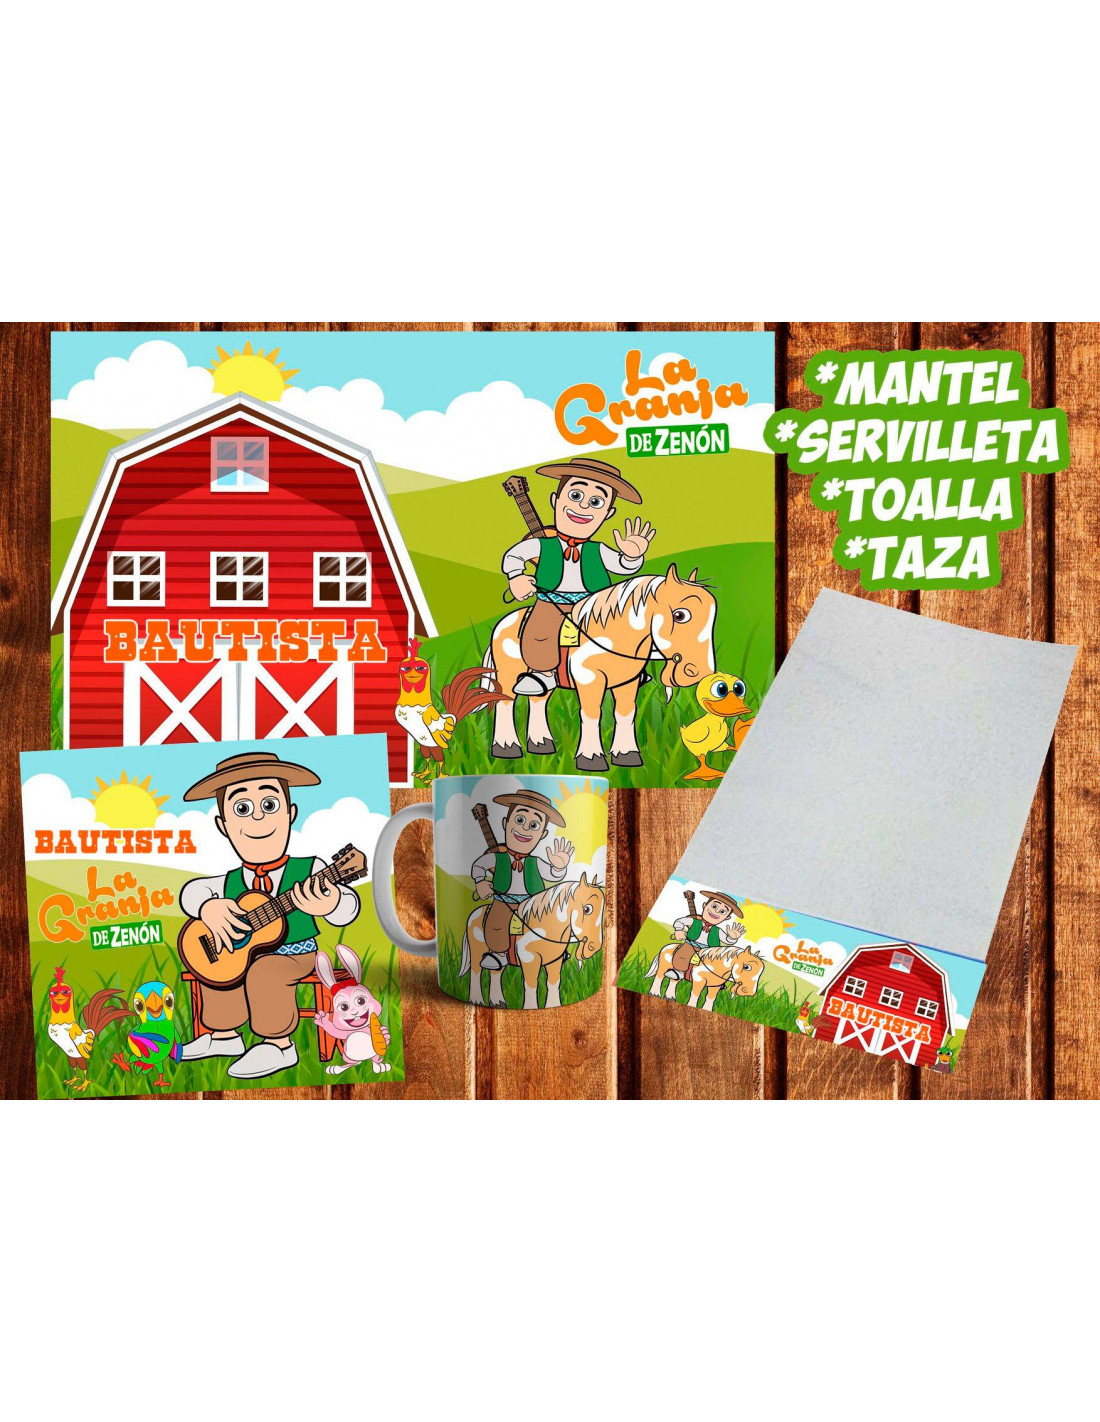 La
Granja
DE ZENÓN
BAUTISTA
*MANTEL
*SERVILLETA
*TOALLA
*TAZA
BAUTISTA
La
Granja
DE ZENÓN
La
Granja
DE ZENÓN
BAUTISTA